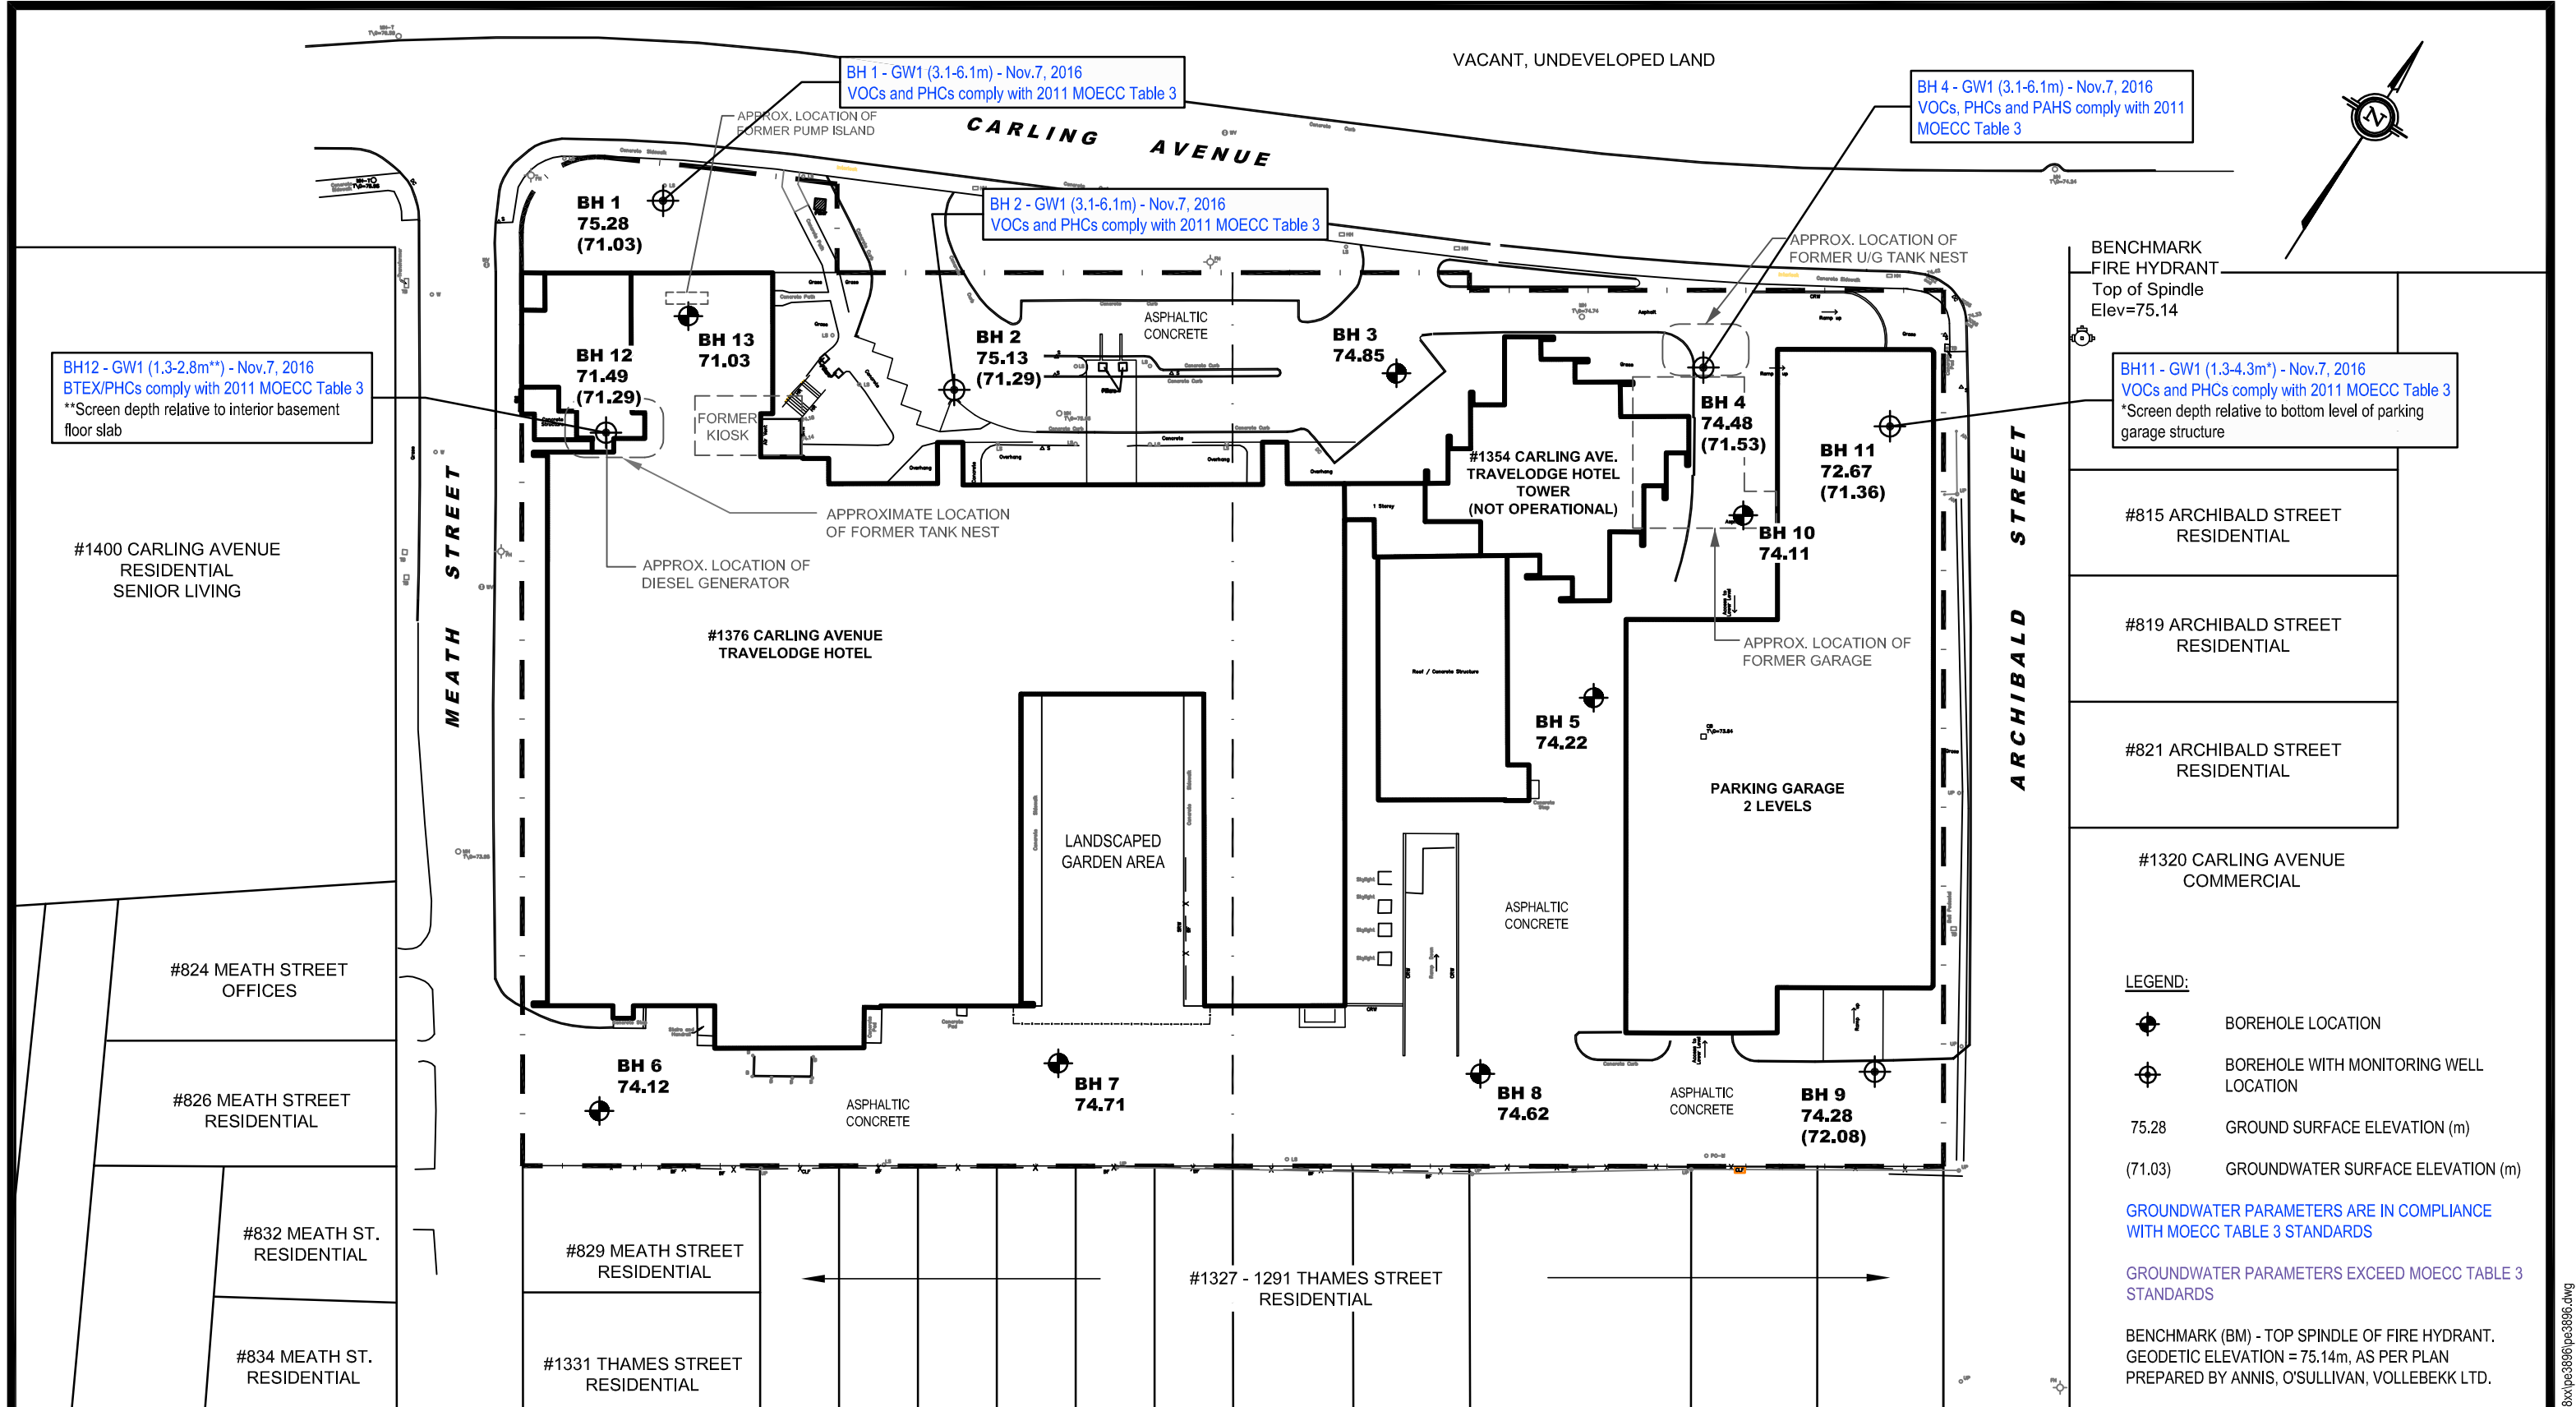 VACANT, UNDEVELOPED LAND
BH 1 - GW1 (3.1-6.1m) - Nov.7, 2016
VOCs and PHCs comply with 2011 MOECC Table 3
BH 4 - GW1 (3.1-6.1m) - Nov.7, 2016
VOCs, PHCs and PAHS comply with 2011
MOECC Table 3
N
APPROX. LOCATION OF
FORMER PUMP ISLAND
CARLING AVENUE
BH 2 - GW1 (3.1-6.1m) - Nov.7, 2016
VOCs and PHCs comply with 2011 MOECC Table 3
BH 1
75.28
(71.03)
APPROX. LOCATION OF
FORMER U/G TANK NEST
BENCHMARK
FIRE HYDRANT
Top of Spindle
Elev=75.14
ASPHALTIC
CONCRETE
BH 13
71.03
BH 2
75.13
(71.29)
BH 3
74.85
BH 12
71.49
(71.29)
BH12 - GW1 (1.3-2.8m**) - Nov.7, 2016
BTEX/PHCs comply with 2011 MOECC Table 3
**Screen depth relative to interior basement
floor slab
BH11 - GW1 (1.3-4.3m*) - Nov.7, 2016
VOCs and PHCs comply with 2011 MOECC Table 3
*Screen depth relative to bottom level of parking
garage structure
FORMER
KIOSK
BH 4
74.48
(71.53)
BH 11
72.67
(71.36)
#1354 CARLING AVE.
TRAVELODGE HOTEL
TOWER
(NOT OPERATIONAL)
APPROXIMATE LOCATION
OF FORMER TANK NEST
BH 10
74.11
#815 ARCHIBALD STREET
RESIDENTIAL
#1400 CARLING AVENUE
RESIDENTIAL
SENIOR LIVING
MEATH STREET
APPROX. LOCATION OF
DIESEL GENERATOR
ARCHIBALD STREET
#1376 CARLING AVENUE
TRAVELODGE HOTEL
APPROX. LOCATION OF
FORMER GARAGE
#819 ARCHIBALD STREET
RESIDENTIAL
Roof / Concrete Structure
1 Storey
BH 5
74.22
#821 ARCHIBALD STREET
RESIDENTIAL
PARKING GARAGE
2 LEVELS
LANDSCAPED
GARDEN AREA
#1320 CARLING AVENUE
COMMERCIAL
ASPHALTIC
CONCRETE
#824 MEATH STREET
OFFICES
LEGEND:
BOREHOLE LOCATION
BOREHOLE WITH MONITORING WELL
LOCATION
75.28 GROUND SURFACE ELEVATION (m)
(71.03) GROUNDWATER SURFACE ELEVATION (m)
GROUNDWATER PARAMETERS ARE IN COMPLIANCE
WITH MOECC TABLE 3 STANDARDS
GROUNDWATER PARAMETERS EXCEED MOECC TABLE 3
STANDARDS
BENCHMARK (BM) - TOP SPINDLE OF FIRE HYDRANT.
GEODETIC ELEVATION = 75.14m, AS PER PLAN
PREPARED BY ANNIS, O'SULLIVAN, VOLLEBEKK LTD.
BH 6
74.12
BH 7
74.71
BH 8
74.62
BH 9
74.28
(72.08)
ASPHALTIC
CONCRETE
ASPHALTIC
CONCRETE
#826 MEATH STREET
RESIDENTIAL
#832 MEATH ST.
RESIDENTIAL
#829 MEATH STREET
RESIDENTIAL
#1327 - 1291 THAMES STREET
RESIDENTIAL
#834 MEATH ST.
RESIDENTIAL
#1331 THAMES STREET
RESIDENTIAL